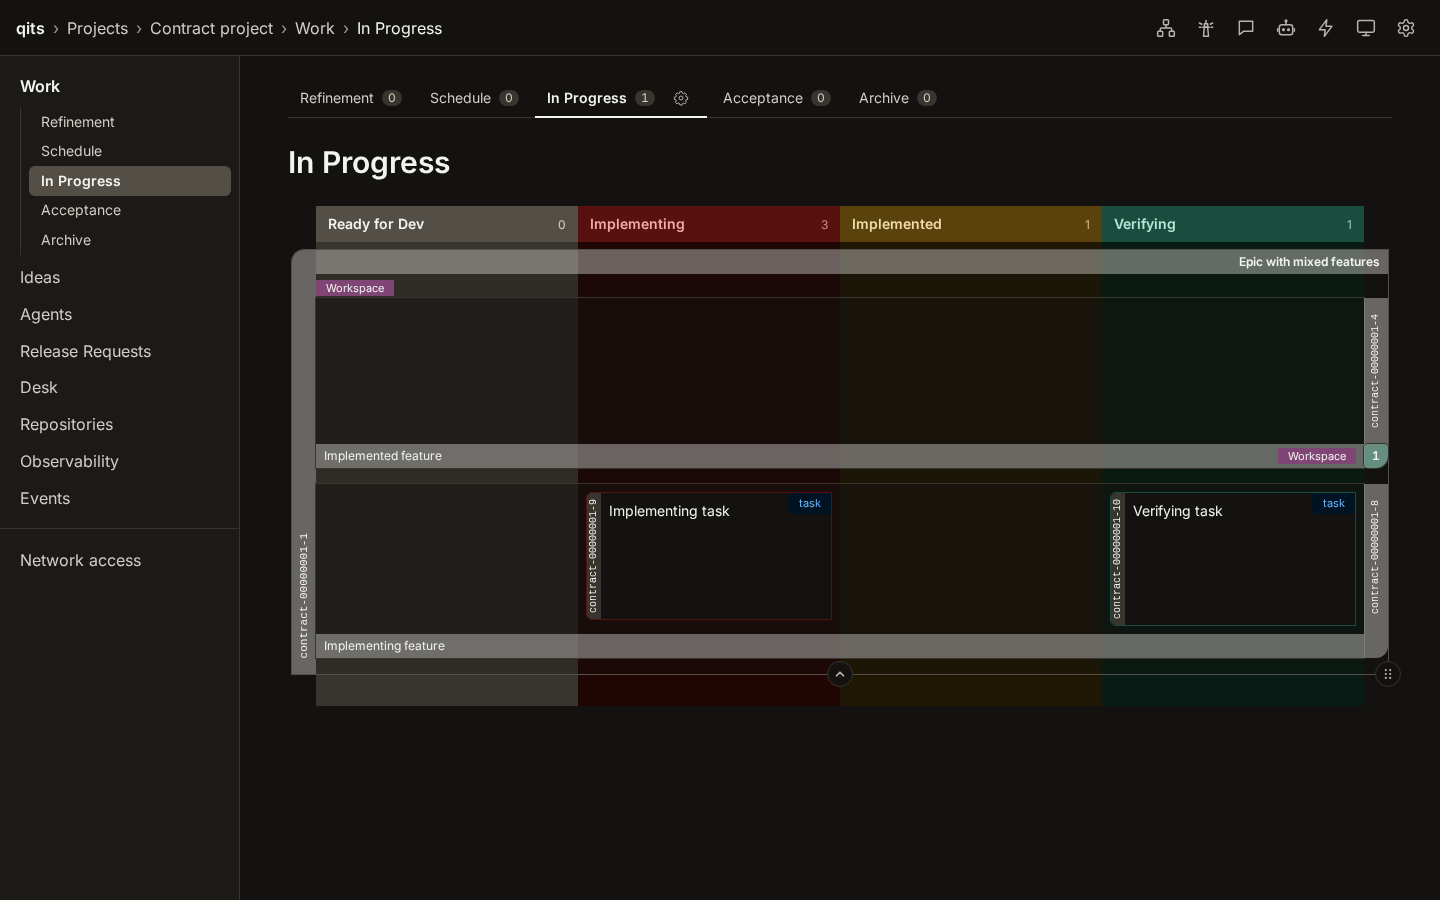 qits › Projects › Contract project › Work › In Progress
Work
Refinement
Schedule
In Progress
Acceptance
Archive
Ideas
Agents
Release Requests
Desk
Repositories
Observability
Events
Network access
Refinement 0 Schedule 0 In Progress 1 Acceptance 0 Archive 0
In Progress
Ready for Dev 0 Implementing 3 Implemented 1 Verifying 1
Epic with mixed features
Workspace
contract-00000001-1
contract-00000001-4
Implemented feature Workspace 1
contract-00000001-9
Implementing task task
contract-00000001-10
Verifying task task
contract-00000001-8
Implementing feature